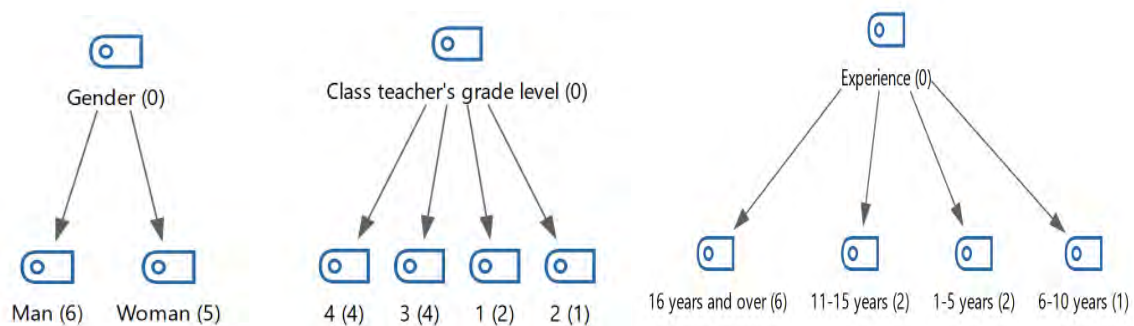 Gender (0)
Man (6)
Woman (5)
Class teacher's grade level (0)
4 (4)
3 (4)
1 (2)
2 (1)
Experience (0)
16 years and over (6)
11-15 years (2)
1-5 years (2)
6-10 years (1)